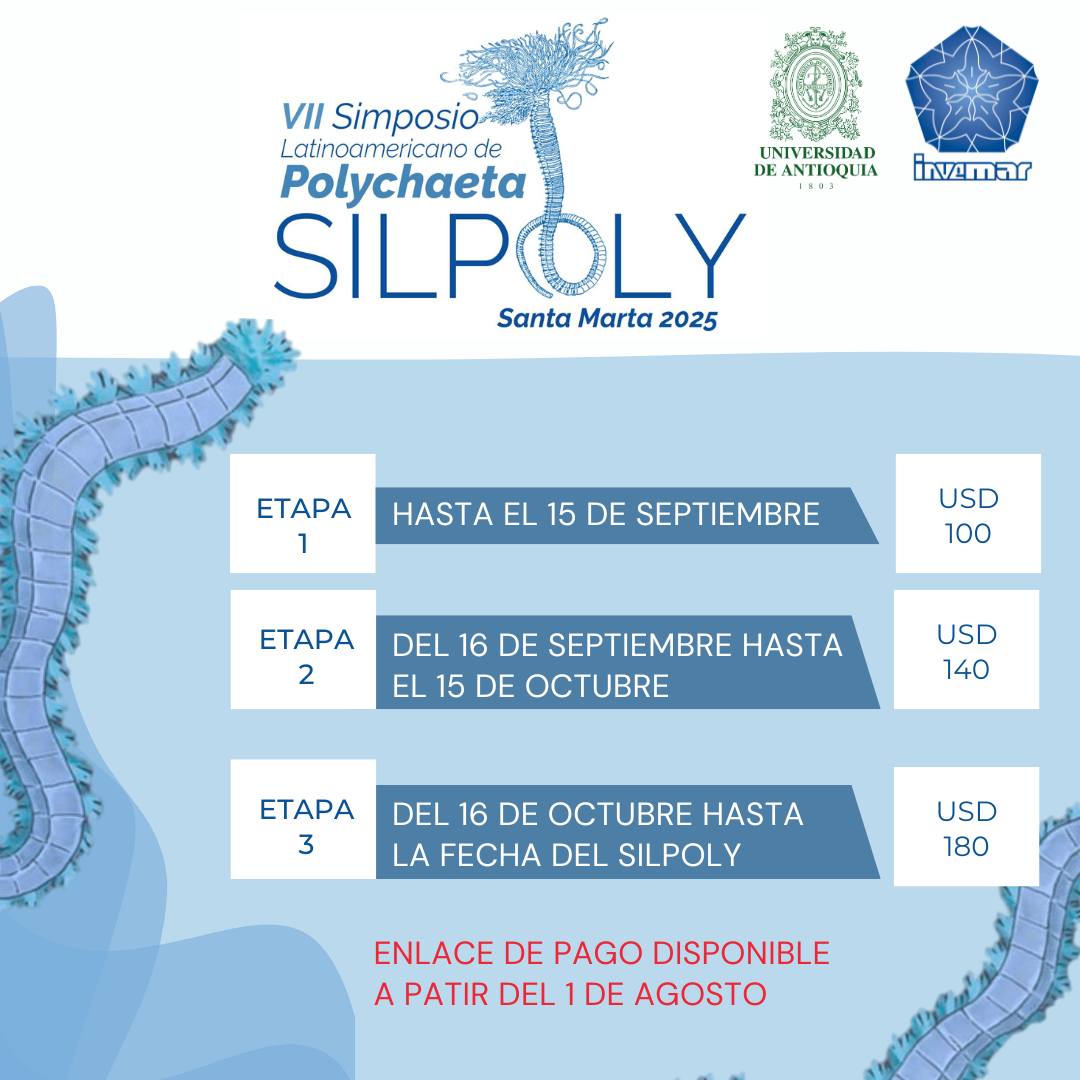 VII Simposio
Latinoamericano de
Polychaeta
SILPOLY
Santa Marta 2025
UNIVERSIDAD
DE ANTIOQUIA
1803
invemar
ETAPA
1
HASTA EL 15 DE SEPTIEMBRE
USD
100
ETAPA
2
DEL 16 DE SEPTIEMBRE HASTA
EL 15 DE OCTUBRE
USD
140
ETAPA
3
DEL 16 DE OCTUBRE HASTA
LA FECHA DEL SILPOLY
USD
180
ENLACE DE PAGO DISPONIBLE
A PATIR DEL 1 DE AGOSTO